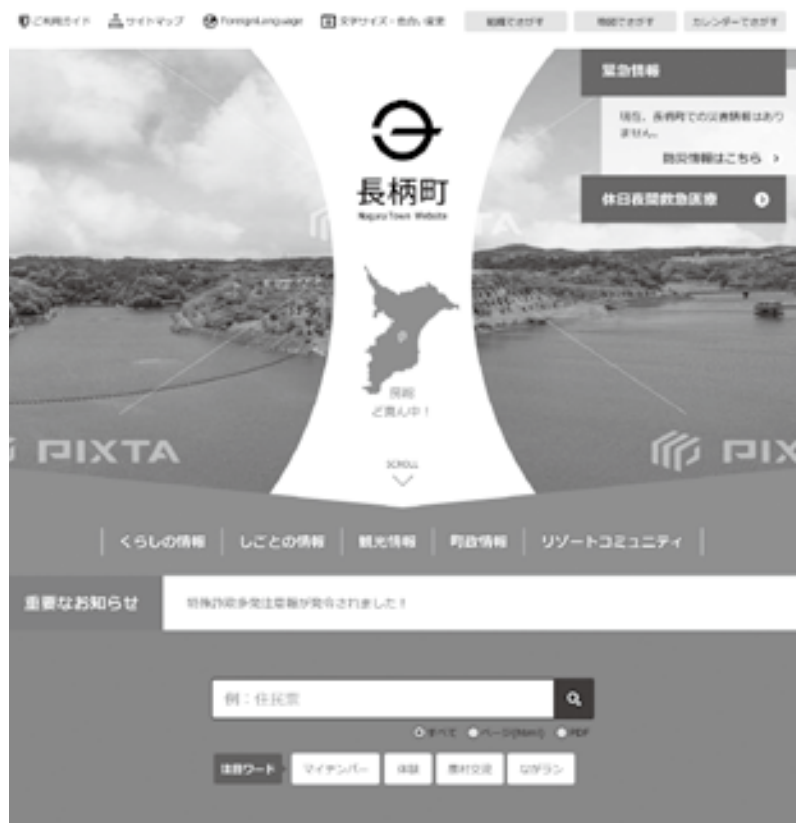 ご利用ガイド
サイトマップ
ForeignLanguage
文字サイズ・色合い変更
組織でさがす
施設でさがす
カレンダーでさがす
緊急情報
現在、長柄町での災害情報はあり
ません。
防災情報はこちら
休日夜間救急医療
長柄町
Nagara Town Website
ど真ん中！
SCROLL
PIXTA
PIX
くらしの情報
しごとの情報
観光情報
町政情報
リゾートコミュニティ
重要なお知らせ
特殊詐欺多発注意報が発令されました！
例：住民票
すべて
ページ(html)
PDF
注目ワード
マイナンバー
体験
農村交流
ながラン